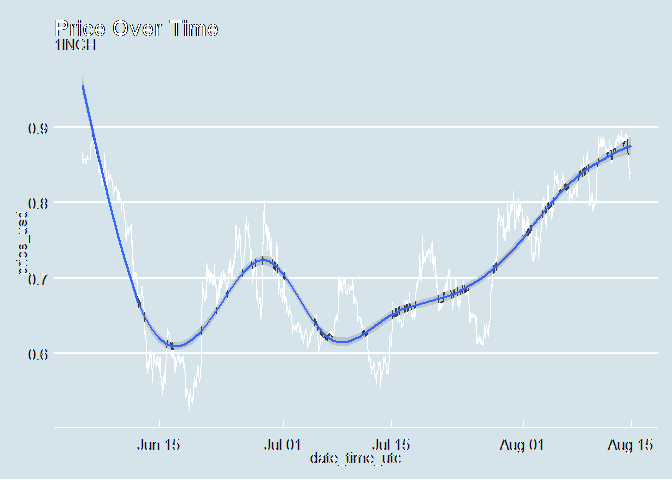 Price Over Time
1INCH
0.9
0.8
price_usd
0.7
0.6
Jun 15 Jul 01 Jul 15 Aug 01 Aug 15
date_time_utc